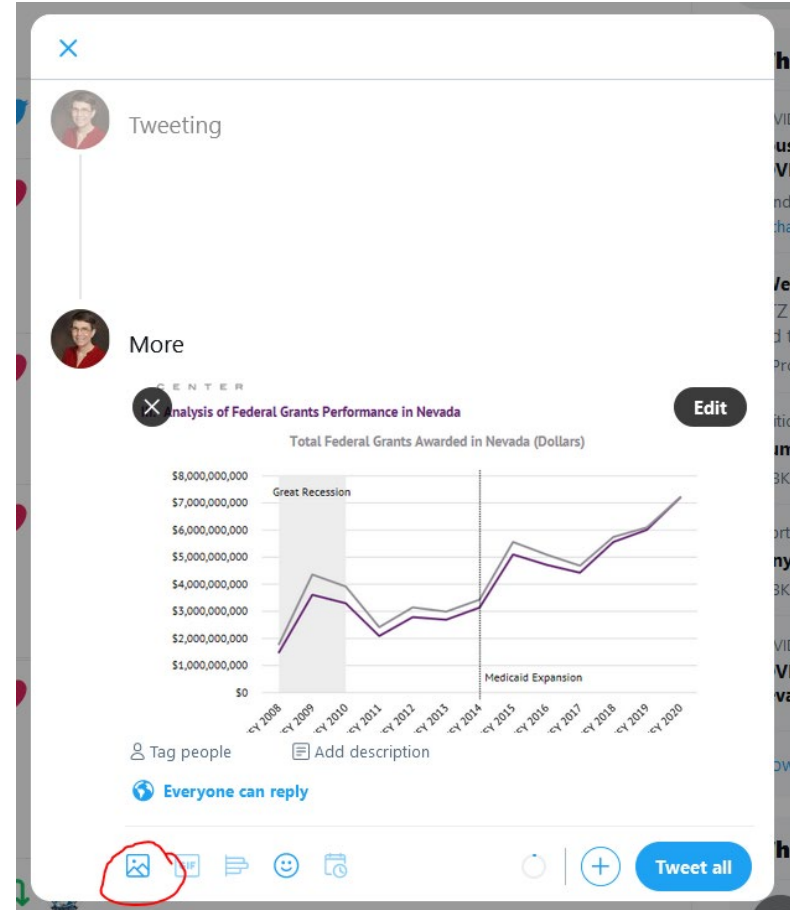 Tweeting
More
CENTER
Analysis of Federal Grants Performance in Nevada
Edit
Total Federal Grants Awarded in Nevada (Dollars)
$8,000,000,000
Great Recession
$7,000,000,000
$6,000,000,000
$5,000,000,000
$4,000,000,000
$3,000,000,000
$2,000,000,000
$1,000,000,000
Medicaid Expansion
$0
FY 2008 FY 2009 FY 2010 FY 2011 FY 2012 FY 2013 FY 2014 FY 2015 FY 2016 FY 2017 FY 2018 FY 2019 FY 2020
Tag people Add description
Everyone can reply
GIF
Tweet all